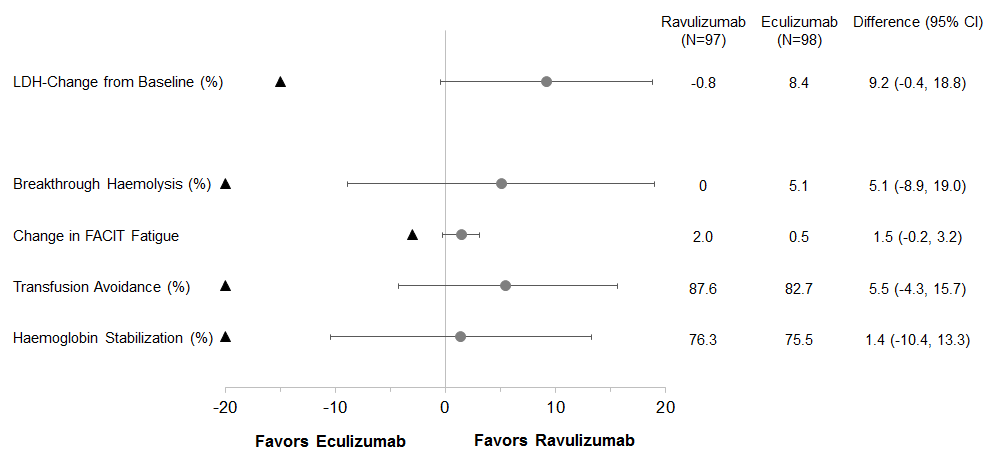 Ravulizumab Eculizumab Difference (95% CI)
(N=97) (N=98)
LDH-Change from Baseline (%) -0.8 8.4 9.2 (-0.4, 18.8)
Breakthrough Haemolysis (%) 0 5.1 5.1 (-8.9, 19.0)
Change in FACIT Fatigue 2.0 0.5 1.5 (-0.2, 3.2)
Transfusion Avoidance (%) 87.6 82.7 5.5 (-4.3, 15.7)
Haemoglobin Stabilization (%) 76.3 75.5 1.4 (-10.4, 13.3)
-20 -10 0 10 20
Favors Eculizumab Favors Ravulizumab